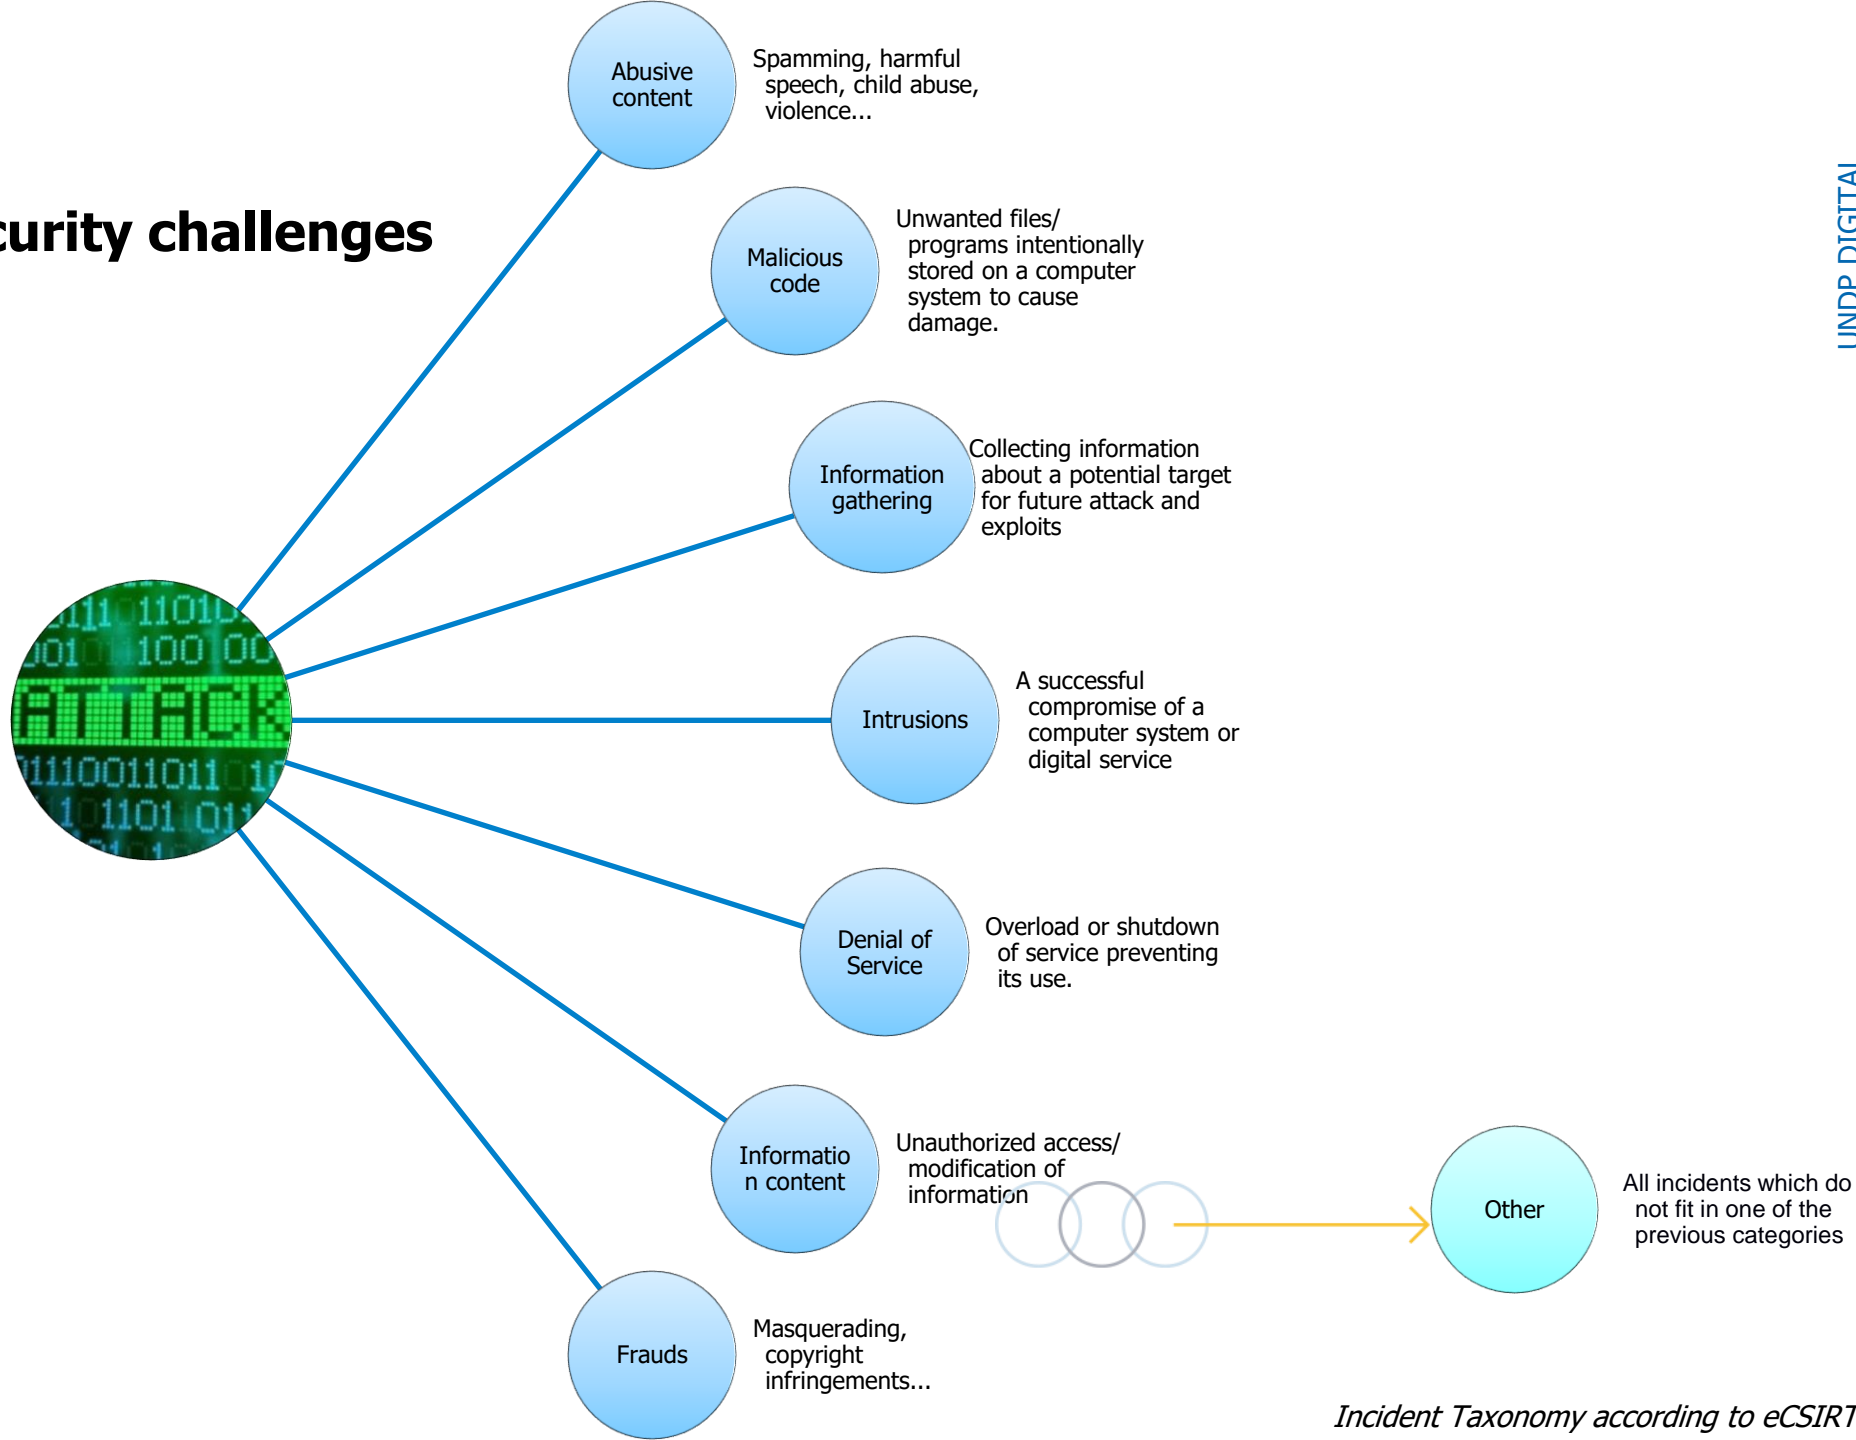 Abusive
content
Spamming, harmful
speech, child abuse,
violence...
curity challenges
UNDP DIGITAL
Malicious
code
Unwanted files/
programs intentionally
stored on a computer
system to cause
damage.
Information
gathering
Collecting information
about a potential target
for future attack and
exploits
ATTACK
Intrusions
A successful
compromise of a
computer system or
digital service
Denial of
Service
Overload or shutdown
of service preventing
its use.
Informatio
n content
Unauthorized access/
modification of
information
Other
All incidents which do
not fit in one of the
previous categories
Frauds
Masquerading,
copyright
infringements...
Incident Taxonomy according to eCSIRT